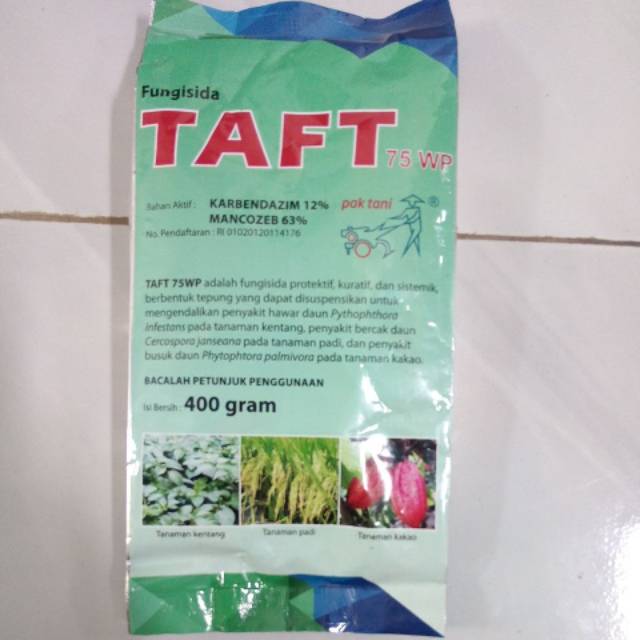 Fungisida
TAFT
75 WP
Bahan Aktif : KARBENDAZIM 12%
MANCOZEB 63%
No. Pendaftaran : RI 01020120114176
pak tani ®
TAFT 75WP adalah fungisida protektif, kuratif, dan sistemik,
berbentuk tepung yang dapat disuspensikan untuk
mengendalikan penyakit hawar daun Pythophthora
infestans pada tanaman kentang, penyakit bercak daun
Cercospora janseana pada tanaman padi, dan penyakit
busuk daun Phytophtora palmivora pada tanaman kakao.
BACALAH PETUNJUK PENGGUNAAN
Isi Bersih : 400 gram
Tanaman kentang
Tanaman padi
Tanaman kakao